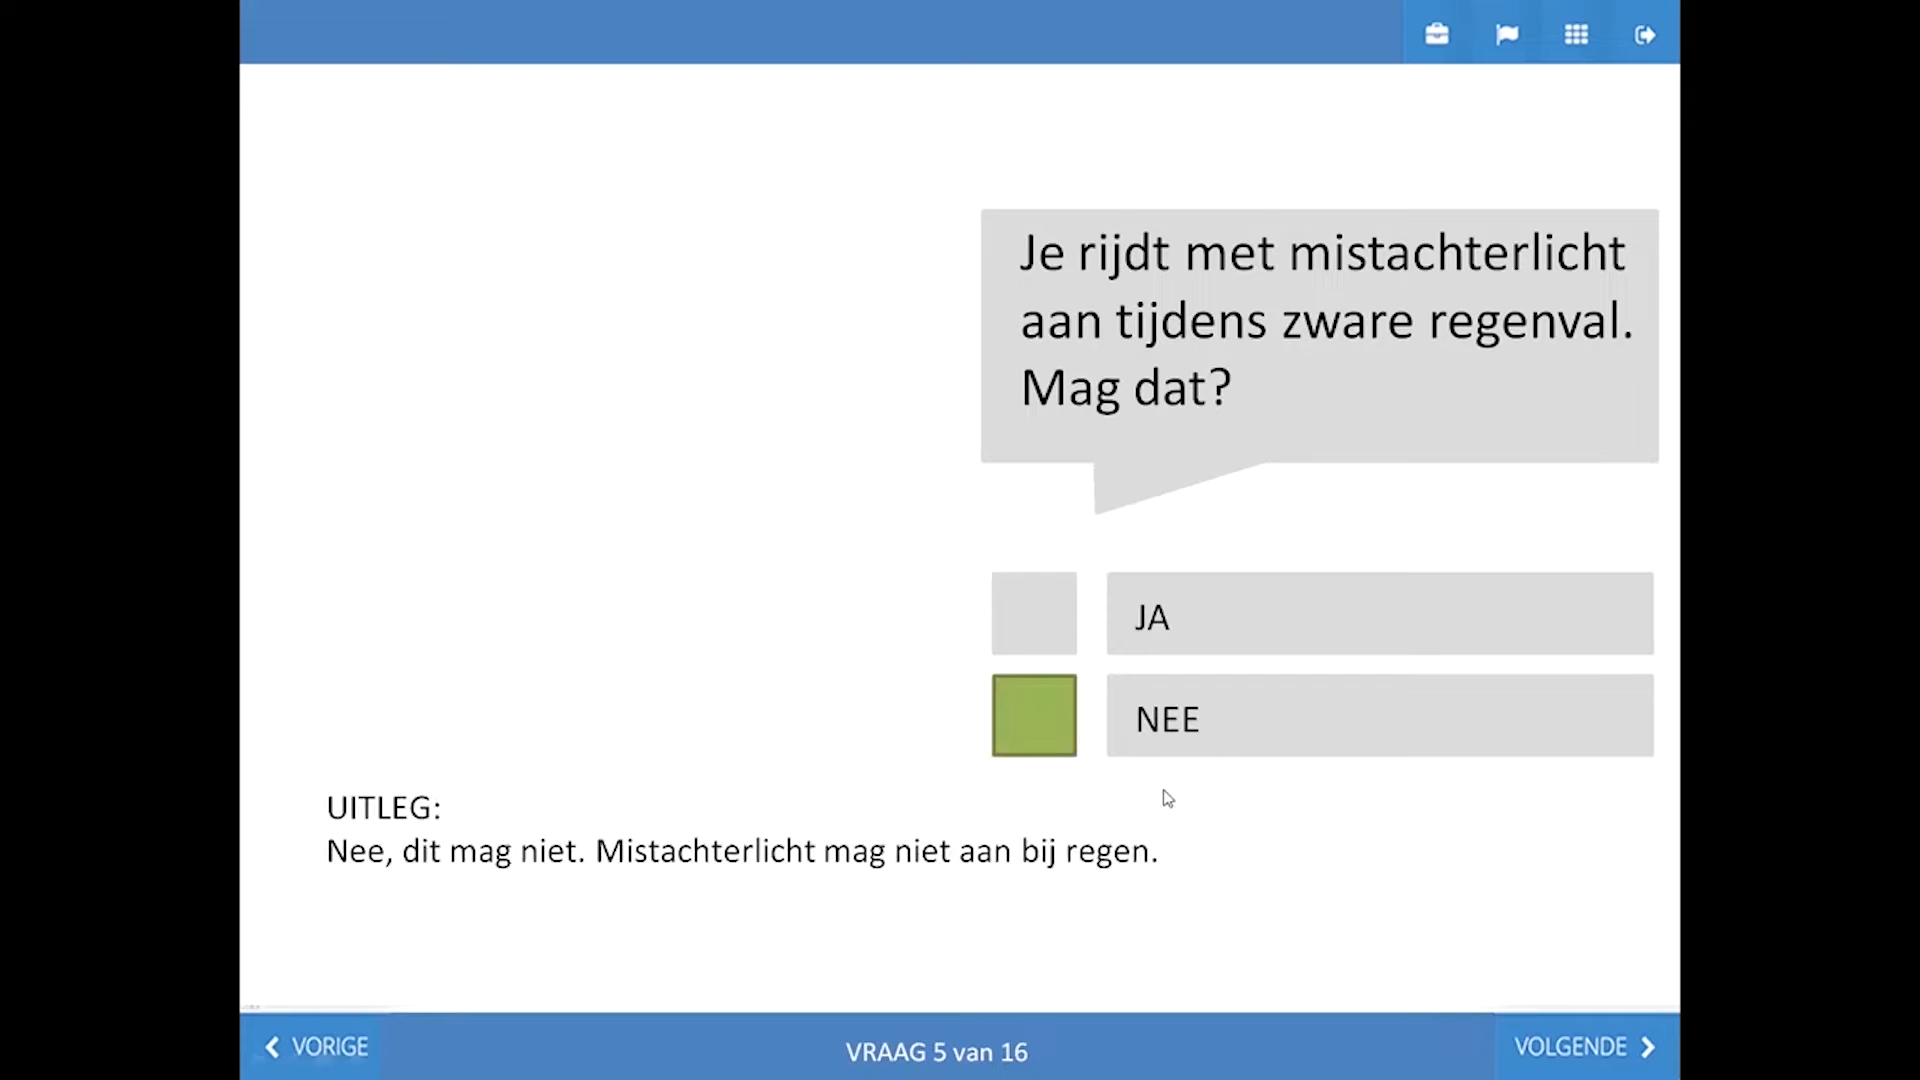 Je rijdt met mistachterlicht
aan tijdens zware regenval.
Mag dat?
JA
NEE
UITLEG:
Nee, dit mag niet. Mistachterlicht mag niet aan bij regen.
VORIGE
VRAAG 5 van 16
VOLGENDE